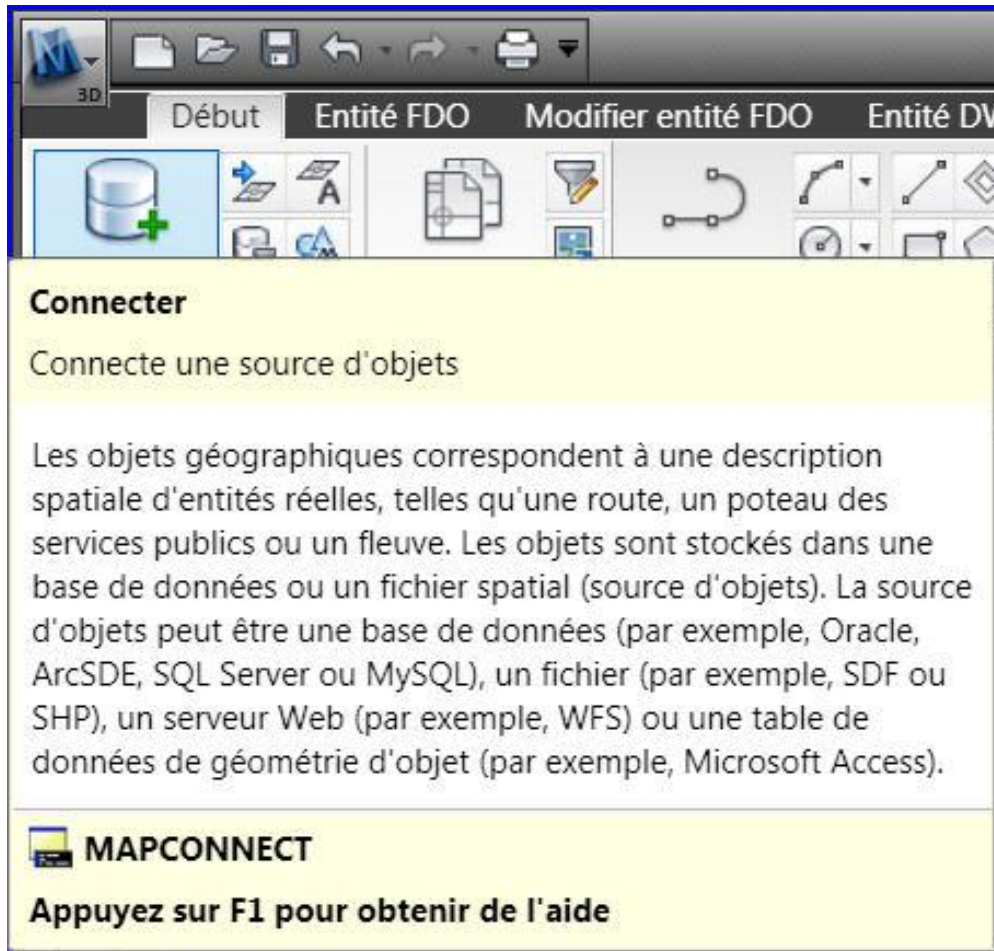 3D
Début Entité FDO Modifier entité FDO Entité DW
A
Connecter
Connecte une source d'objets
Les objets géographiques correspondent à une description
spatiale d'entités réelles, telles qu'une route, un poteau des
services publics ou un fleuve. Les objets sont stockés dans une
base de données ou un fichier spatial (source d'objets). La source
d'objets peut être une base de données (par exemple, Oracle,
ArcSDE, SQL Server ou MySQL), un fichier (par exemple, SDF ou
SHP), un serveur Web (par exemple, WFS) ou une table de
données de géométrie d'objet (par exemple, Microsoft Access).
MAPCONNECT
Appuyez sur F1 pour obtenir de l'aide